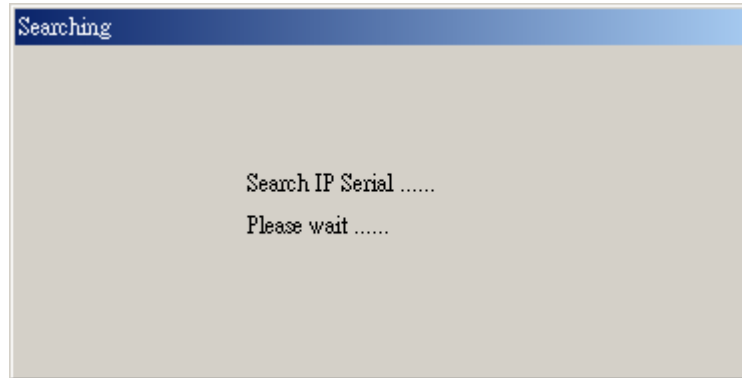 Searching
Search IP Serial ......
Please wait ......